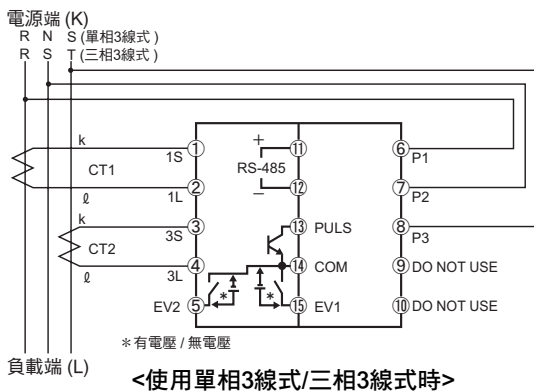 電源端 (K)
R N S (單相3線式)
R S T (三相3線式)
k
CT1
ℓ
k
CT2
ℓ
1S ①
1L ②
3S ③
3L ④
EV2 ⑤
+ ⑪
RS-485
− ⑫
⑬ PULS
⑭ COM
⑮ EV1
* *
⑥ P1
⑦ P2
⑧ P3
⑨ DO NOT USE
⑩ DO NOT USE
*有電壓 / 無電壓
負載端 (L)
<使用單相3線式/三相3線式時>